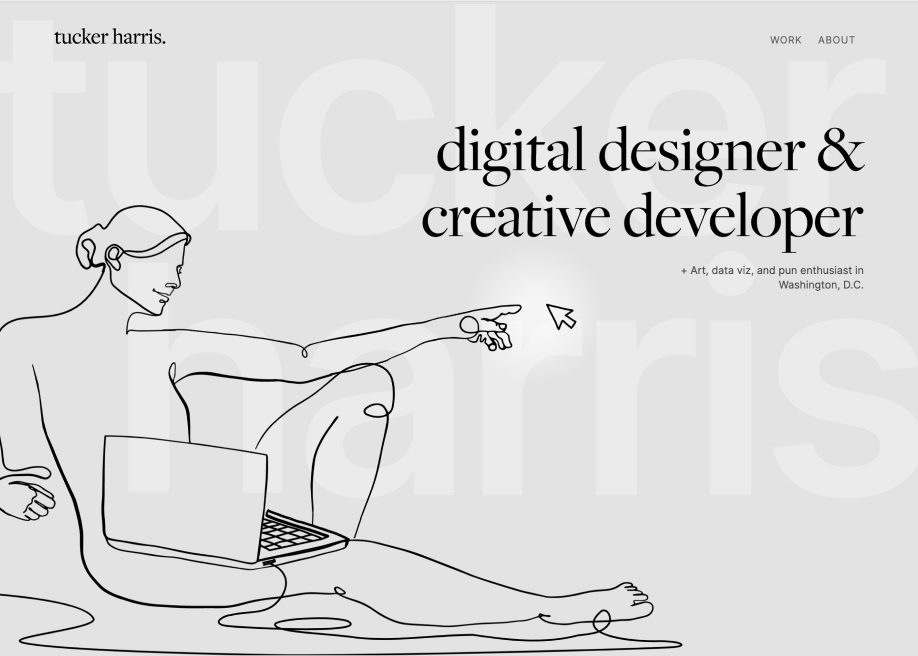 tucker harris.
WORK ABOUT
tucker
digital designer &
creative developer
+ Art, data viz, and pun enthusiast in
Washington, D.C.
harris